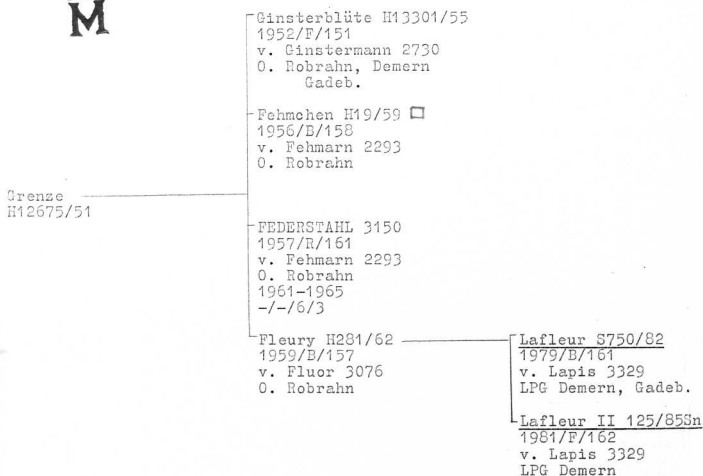 M
Ginsterblüte H13301/55
1952/F/151
v. Ginstermann 2730
O. Robrahn, Demern
Gadeb.
Fehmchen H19/59
1956/B/158
v. Fehmarn 2293
O. Robrahn
Grenze
H12675/51
FEDERSTAHL 3150
1957/R/161
v. Fehmarn 2293
O. Robrahn
1961-1965
-/-/6/3
Fleury H281/62
1959/B/157
v. Fluor 3076
O. Robrahn
Lafleur S750/82
1979/B/161
v. Lapis 3329
LPG Demern, Gadeb.
Lafleur II 125/85Sn
1981/F/162
v. Lapis 3329
LPG Demern